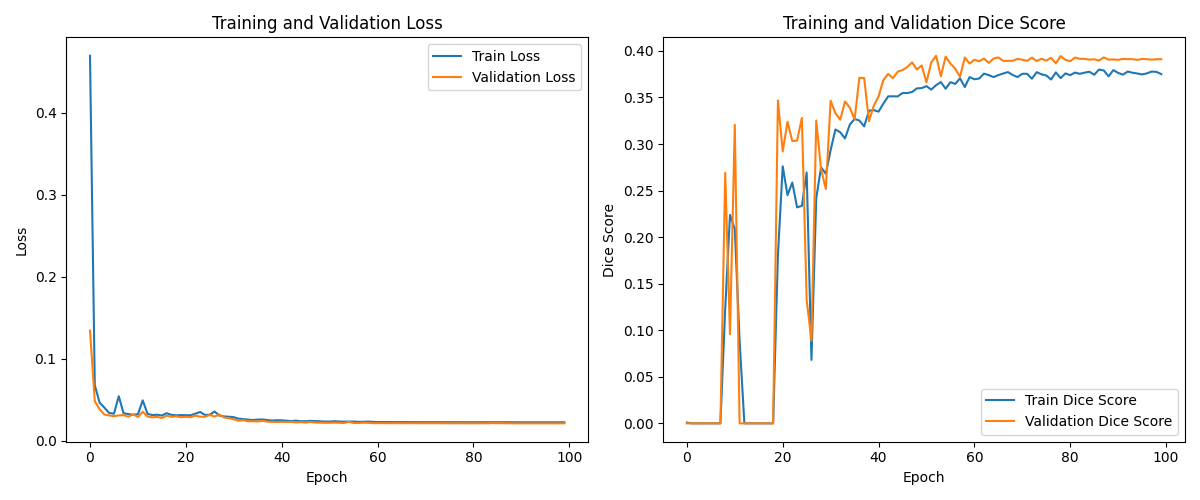 Training and Validation Loss
Train Loss
Validation Loss
Loss
0.4
0.3
0.2
0.1
0.0
0 20 40 60 80 100
Epoch
Training and Validation Dice Score
Dice Score
0.40
0.35
0.30
0.25
0.20
0.15
0.10
0.05
0.00
Train Dice Score
Validation Dice Score
0 20 40 60 80 100
Epoch